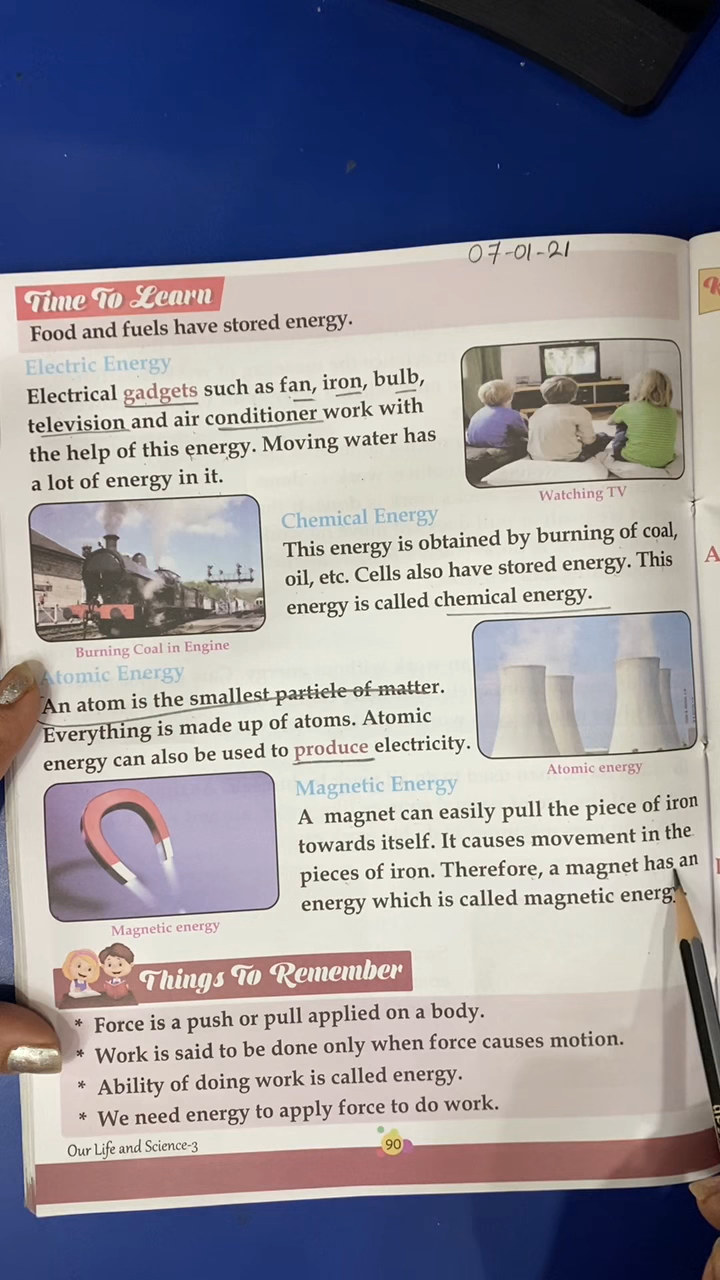 07-01-21
Time To Learn
Food and fuels have stored energy.
Electric Energy
Electrical gadgets such as fan, iron, bulb,
television and air conditioner work with
the help of this energy. Moving water has
a lot of energy in it.
Watching TV
Chemical Energy
This energy is obtained by burning of coal,
oil, etc. Cells also have stored energy. This
energy is called chemical energy.
Burning Coal in Engine
Atomic Energy
An atom is the smallest particle of matter.
Everything is made up of atoms. Atomic
energy can also be used to produce electricity.
Atomic energy
Magnetic Energy
A magnet can easily pull the piece of iron
towards itself. It causes movement in the
pieces of iron. Therefore, a magnet has an
energy which is called magnetic energy.
Magnetic energy
Things To Remember
* Force is a push or pull applied on a body.
* Work is said to be done only when force causes motion.
* Ability of doing work is called energy.
* We need energy to apply force to do work.
Our Life and Science-3
90